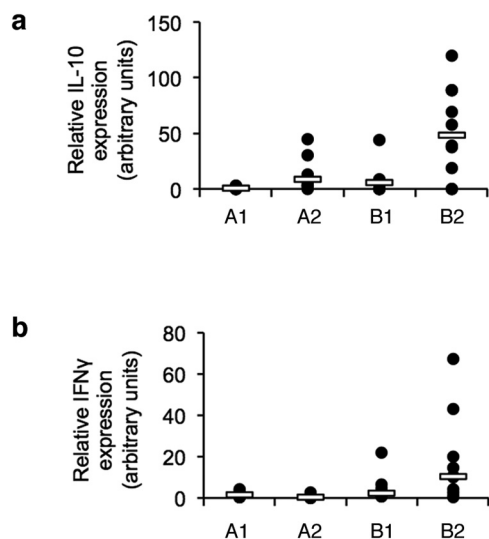 a
Relative IL-10
expression
(arbitrary units)
150
100
50
0
A1 A2 B1 B2
b
Relative IFNγ
expression
(arbitrary units)
80
60
40
20
0
A1 A2 B1 B2